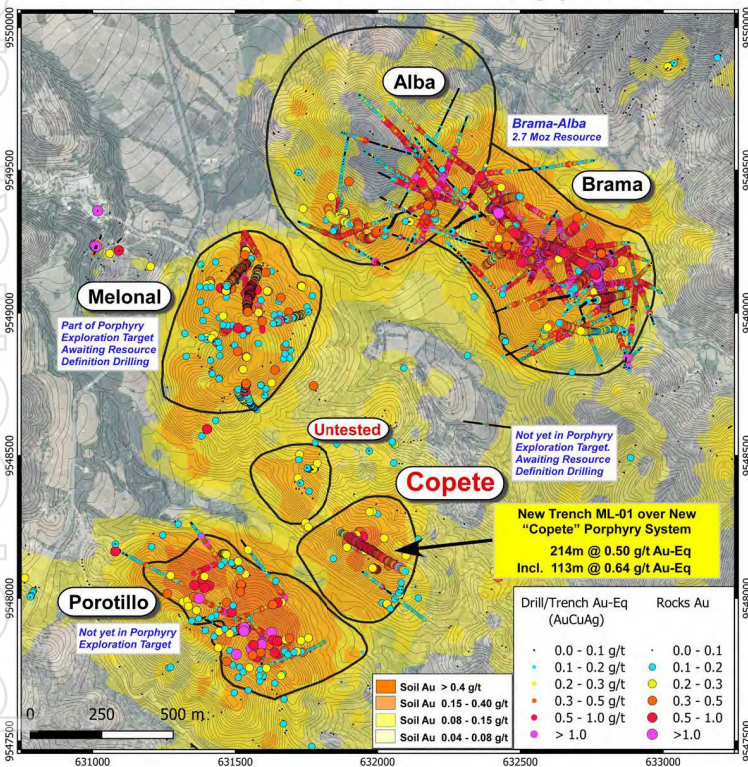 9550000
9550000
Alba
Brama-Alba
2.7 Moz Resource
9549500
9549500
Brama
Melonal
Part of Porphyry
Exploration Target
Awaiting Resource
Definition Drilling
9549000
9549000
Untested
Not yet in Porphyry
Exploration Target.
Awaiting Resource
Definition Drilling
9548500
9548500
Copete
New Trench ML-01 over New
“Copete” Porphyry System
214m @ 0.50 g/t Au-Eq
Incl. 113m @ 0.64 g/t Au-Eq
9548000
9548000
Porotillo
Not yet in Porphyry
Exploration Target
Drill/Trench Au-Eq
(AuCuAg)
0.0 - 0.1 g/t
0.1 - 0.2 g/t
0.2 - 0.3 g/t
0.3 - 0.5 g/t
0.5 - 1.0 g/t
> 1.0
Rocks Au
0.0 - 0.1
0.1 - 0.2
0.2 - 0.3
0.3 - 0.5
0.5 - 1.0
>1.0
Soil Au > 0.4 g/t
Soil Au 0.15 - 0.40 g/t
Soil Au 0.08 - 0.15 g/t
Soil Au 0.04 - 0.08 g/t
0 250 500 m
9547500
9547500
631000 631500 632000 632500 633000